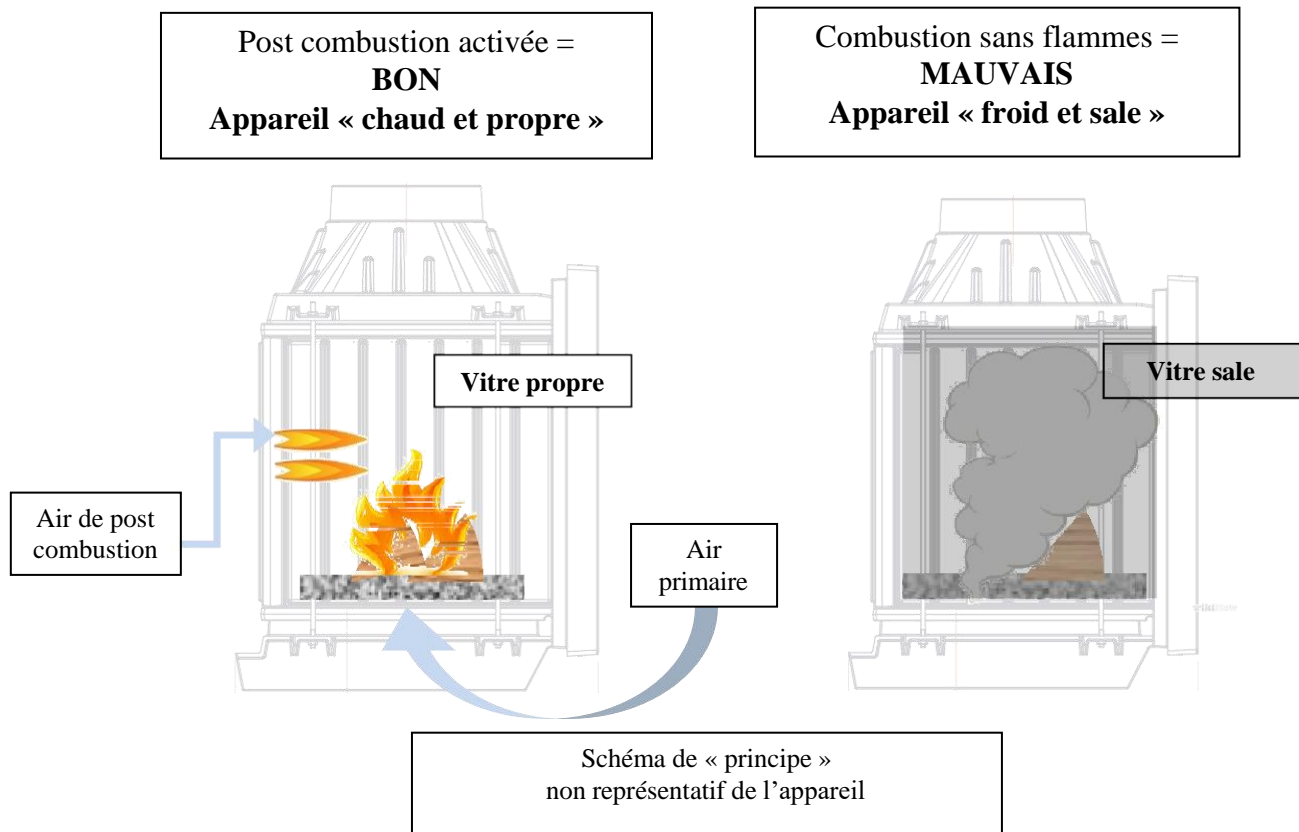 Post combustion activée =
BON
Appareil « chaud et propre »
Combustion sans flammes =
MAUVAIS
Appareil « froid et sale »
Vitre propre
Vitre sale
Air de post
combustion
Air
primaire
wikiHow
Schéma de « principe »
non représentatif de l’appareil